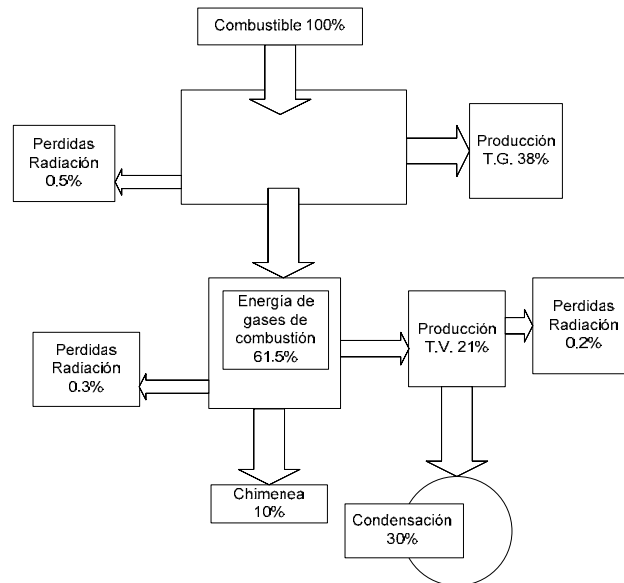 Combustible 100%
Perdidas
Radiación
0.5%
Producción
T.G. 38%
Energía de
gases de
combustión
61.5%
Perdidas
Radiación
0.3%
Producción
T.V. 21%
Perdidas
Radiación
0.2%
Chimenea
10%
Condensación
30%